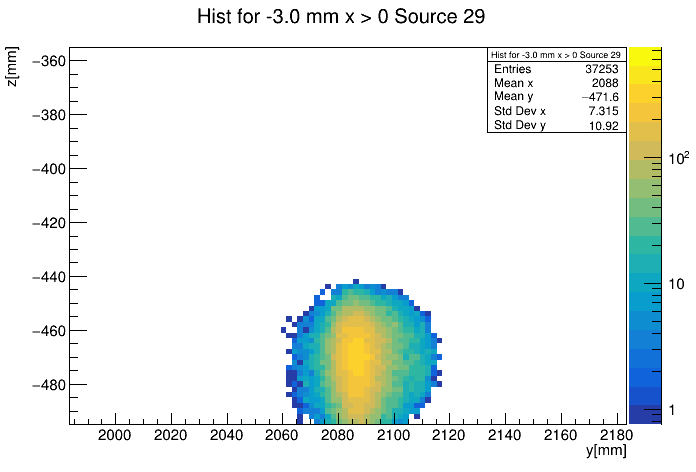 Hist for -3.0 mm x > 0 Source 29
z[mm]
−360
−380
−400
−420
−440
−460
−480
Hist for -3.0 mm x > 0 Source 29
Entries 37253
Mean x 2088
Mean y −471.6
Std Dev x 7.315
Std Dev y 10.92
10²
10
1
2000 2020 2040 2060 2080 2100 2120 2140 2160 2180
y[mm]